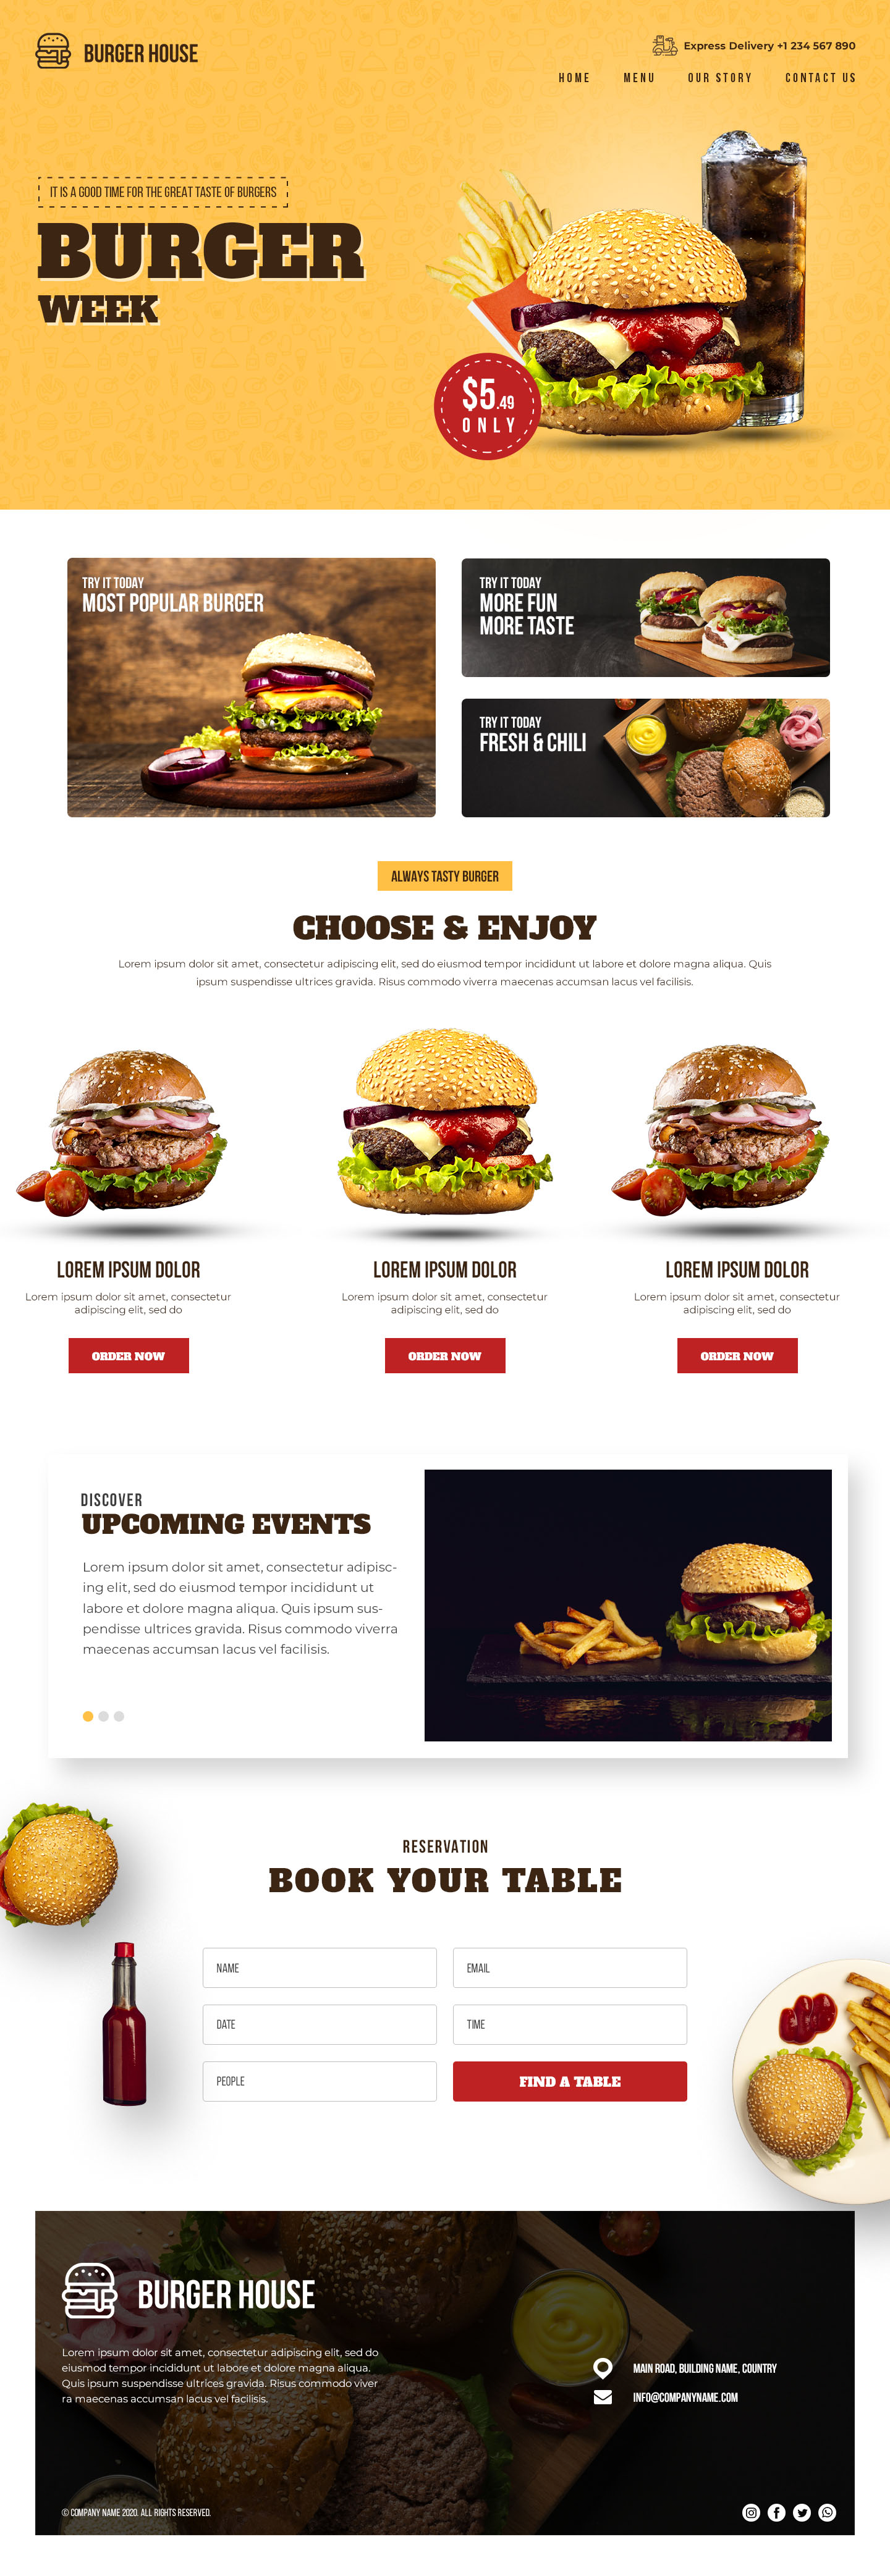 BURGER HOUSE
Express Delivery +1 234 567 890
HOME MENU OUR STORY CONTACT US
IT IS A GOOD TIME FOR THE GREAT TASTE OF BURGERS
BURGER
WEEK
$5.49
ONLY
TRY IT TODAY
MOST POPULAR BURGER
TRY IT TODAY
MORE FUN
MORE TASTE
TRY IT TODAY
FRESH & CHILI
ALWAYS TASTY BURGER
CHOOSE & ENJOY
Lorem ipsum dolor sit amet, consectetur adipiscing elit, sed do eiusmod tempor incididunt ut labore et dolore magna aliqua. Quis
ipsum suspendisse ultrices gravida. Risus commodo viverra maecenas accumsan lacus vel facilisis.
LOREM IPSUM DOLOR
Lorem ipsum dolor sit amet, consectetur
adipiscing elit, sed do
ORDER NOW
LOREM IPSUM DOLOR
Lorem ipsum dolor sit amet, consectetur
adipiscing elit, sed do
ORDER NOW
LOREM IPSUM DOLOR
Lorem ipsum dolor sit amet, consectetur
adipiscing elit, sed do
ORDER NOW
DISCOVER
UPCOMING EVENTS
Lorem ipsum dolor sit amet, consectetur adipisc-
ing elit, sed do eiusmod tempor incididunt ut
labore et dolore magna aliqua. Quis ipsum sus-
pendisse ultrices gravida. Risus commodo viverra
maecenas accumsan lacus vel facilisis.
RESERVATION
BOOK YOUR TABLE
NAME
EMAIL
DATE
TIME
PEOPLE
FIND A TABLE
BURGER HOUSE
Lorem ipsum dolor sit amet, consectetur adipiscing elit, sed do
eiusmod tempor incididunt ut labore et dolore magna aliqua.
Quis ipsum suspendisse ultrices gravida. Risus commodo viver
ra maecenas accumsan lacus vel facilisis.
MAIN ROAD, BUILDING NAME, COUNTRY
INFO@COMPANYNAME.COM
© COMPANY NAME 2020. ALL RIGHTS RESERVED.